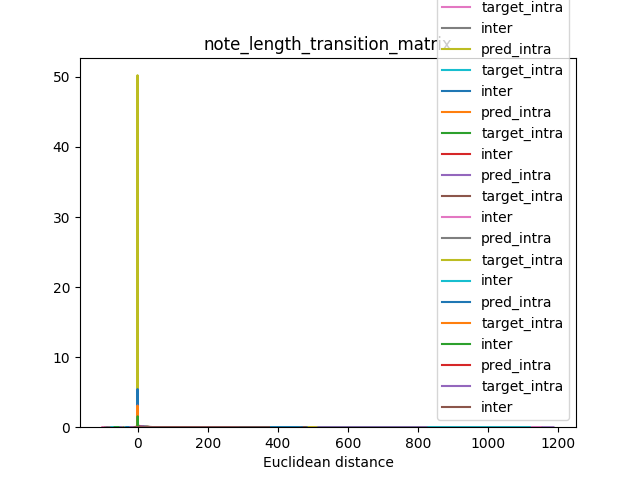 target_intra
inter
note_length_transition_matrix
pred_intra
target_intra
inter
pred_intra
target_intra
inter
pred_intra
target_intra
inter
pred_intra
target_intra
inter
pred_intra
target_intra
inter
pred_intra
target_intra
inter
50
40
30
20
10
0
0 200 400 600 800 1000 1200
Euclidean distance